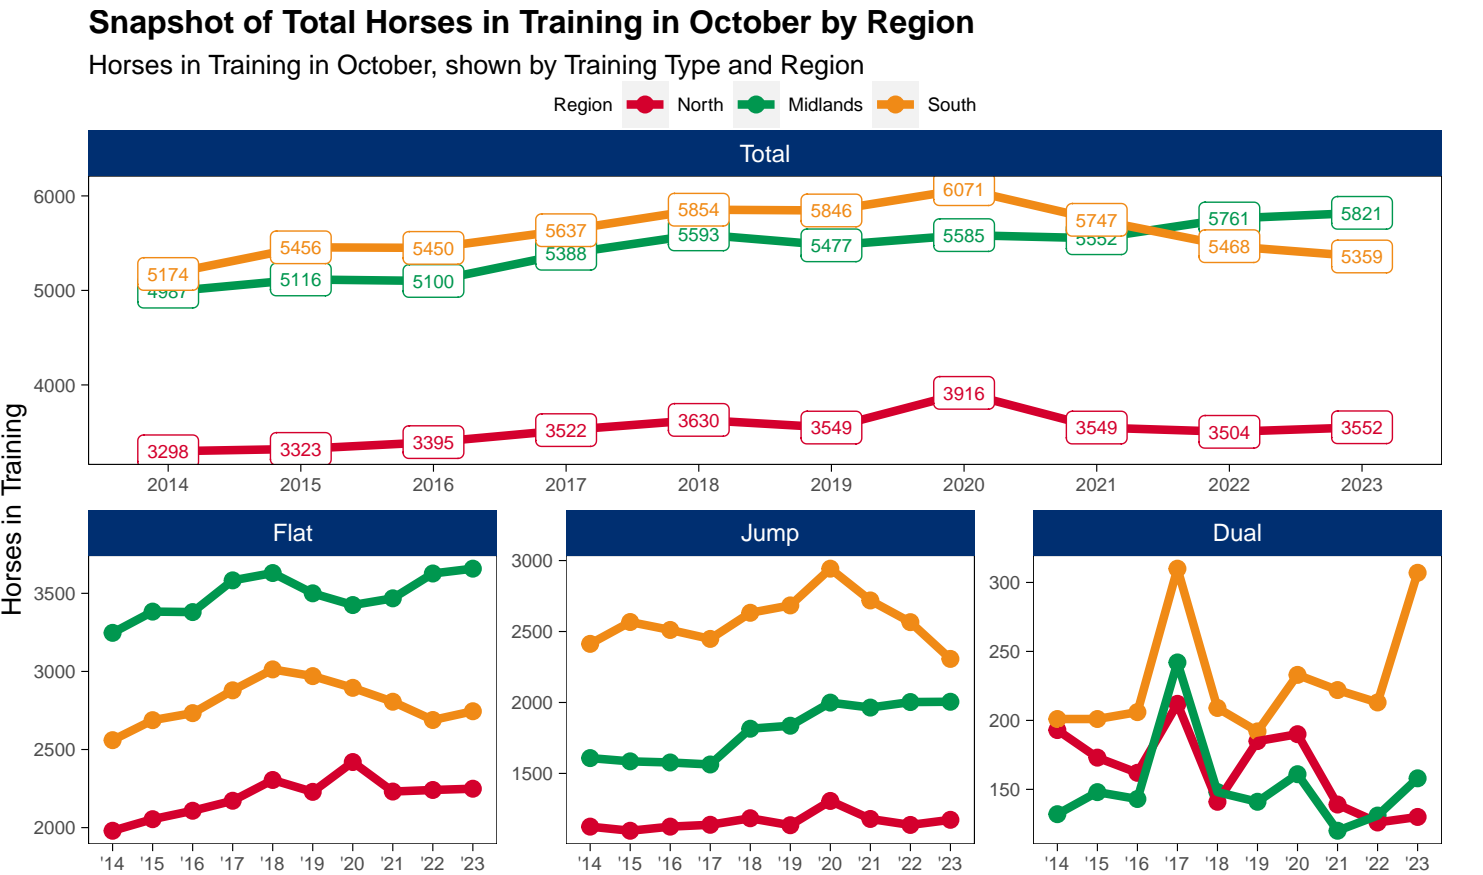 Snapshot of Total Horses in Training in October by Region
Horses in Training in October, shown by Training Type and Region
Region North Midlands South
Total
6000
5000
4000
5174 5456 5450 5637 5854 5846 6071 5747 5468 5359
4987 5116 5100 5388 5593 5477 5585 5552 5761 5821
3298 3323 3395 3522 3630 3549 3916 3549 3504 3552
2014 2015 2016 2017 2018 2019 2020 2021 2022 2023
Horses in Training
Flat
3500
3000
2500
2000
'14 '15 '16 '17 '18 '19 '20 '21 '22 '23
Jump
3000
2500
2000
1500
'14 '15 '16 '17 '18 '19 '20 '21 '22 '23
Dual
300
250
200
150
'14 '15 '16 '17 '18 '19 '20 '21 '22 '23